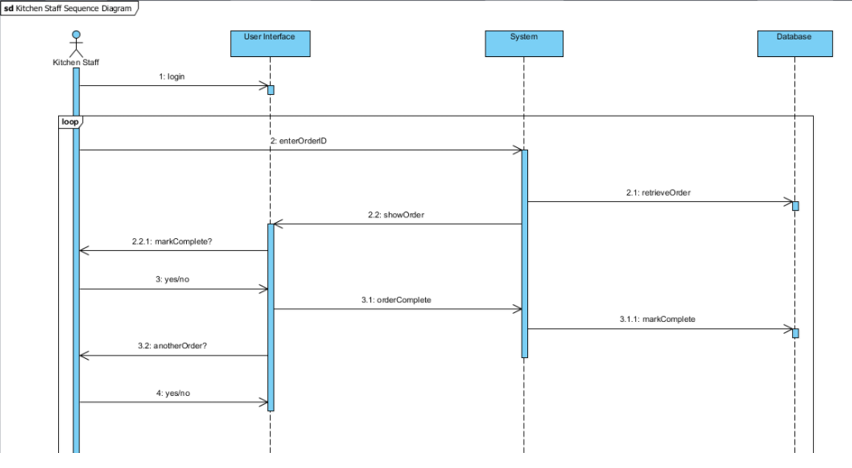 sd Kitchen Staff Sequence Diagram
User Interface
System
Database
Kitchen Staff
1: login
loop
2: enterOrderID
2.1: retrieveOrder
2.2: showOrder
2.2.1: markComplete?
3: yes/no
3.1: orderComplete
3.1.1: markComplete
3.2: anotherOrder?
4: yes/no